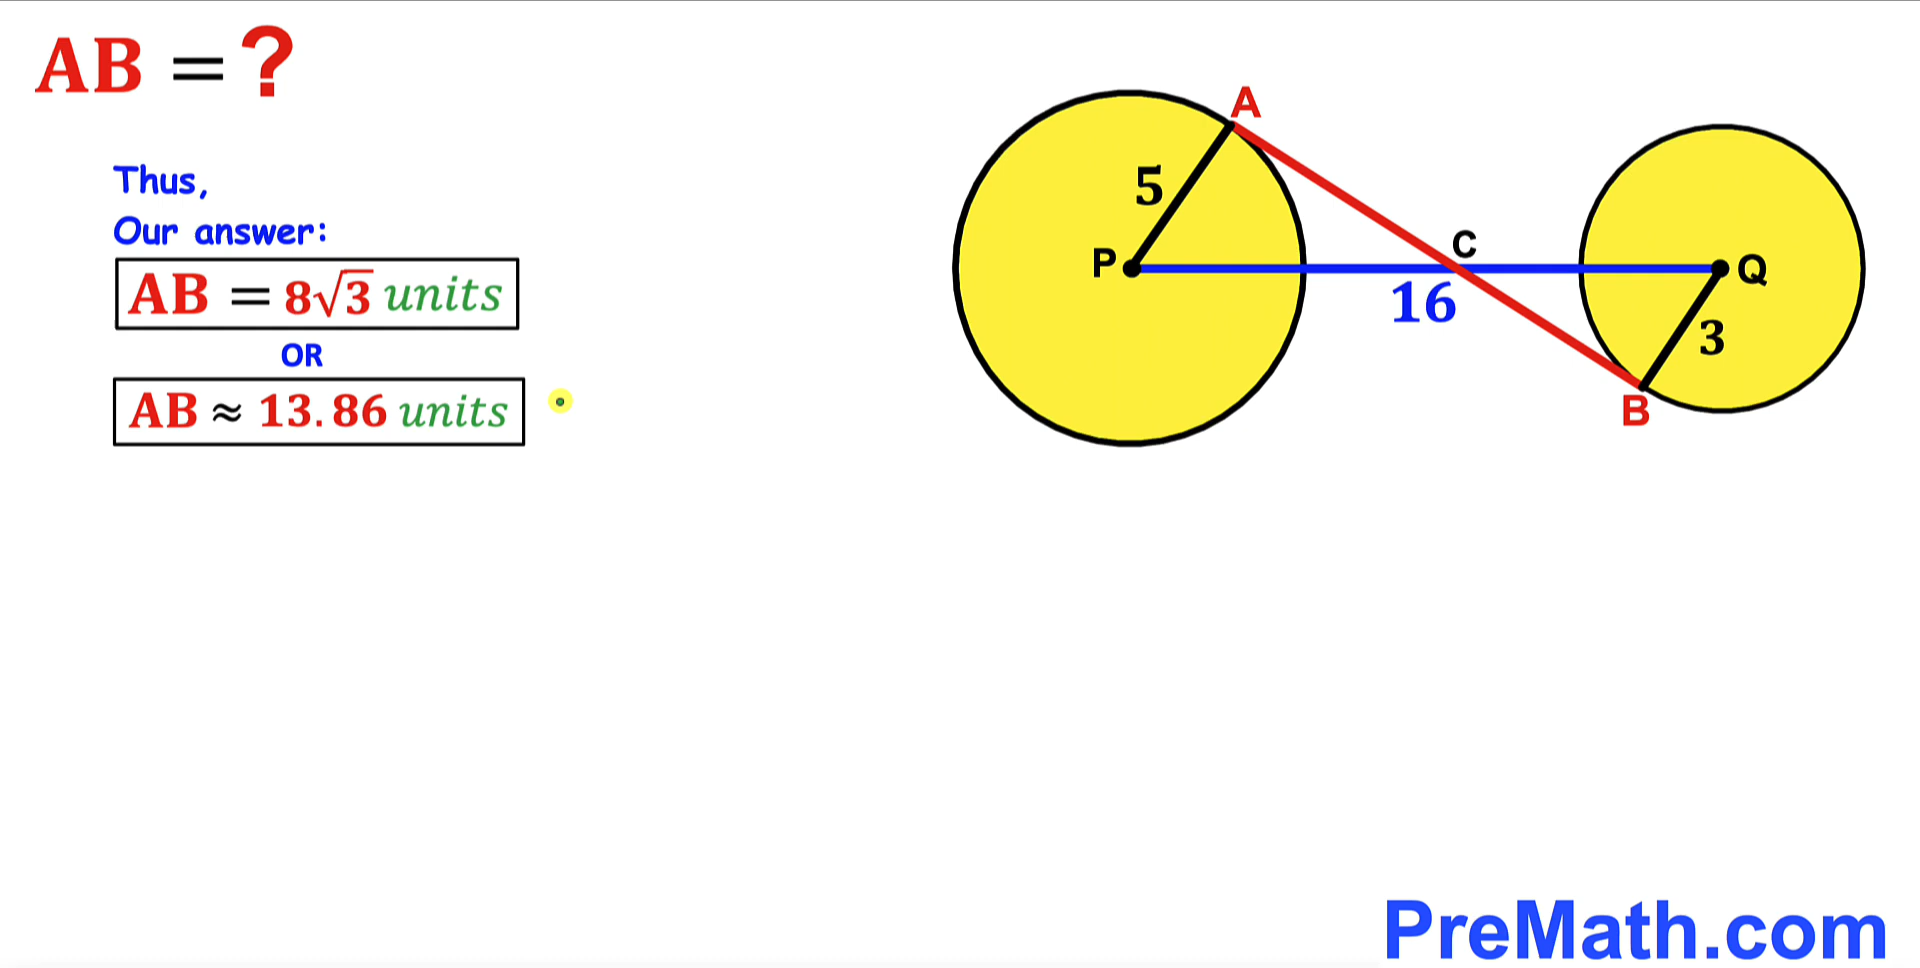 AB = ?
Thus,
Our answer:
AB = 8√3 units
OR
AB ≈ 13.86 units
A
5
P
C
16
Q
3
B
PreMath.com